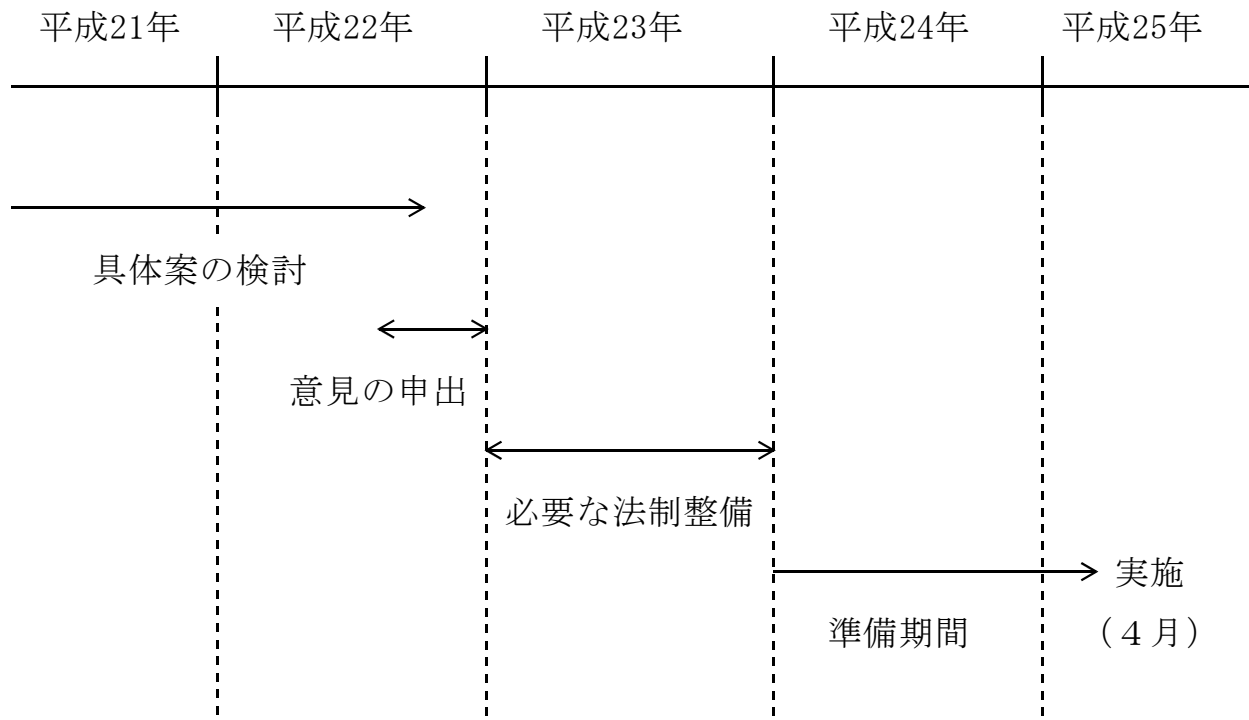 平成21年 平成22年 平成23年 平成24年 平成25年
具体案の検討
意見の申出
必要な法制整備
実施
準備期間 （４月）